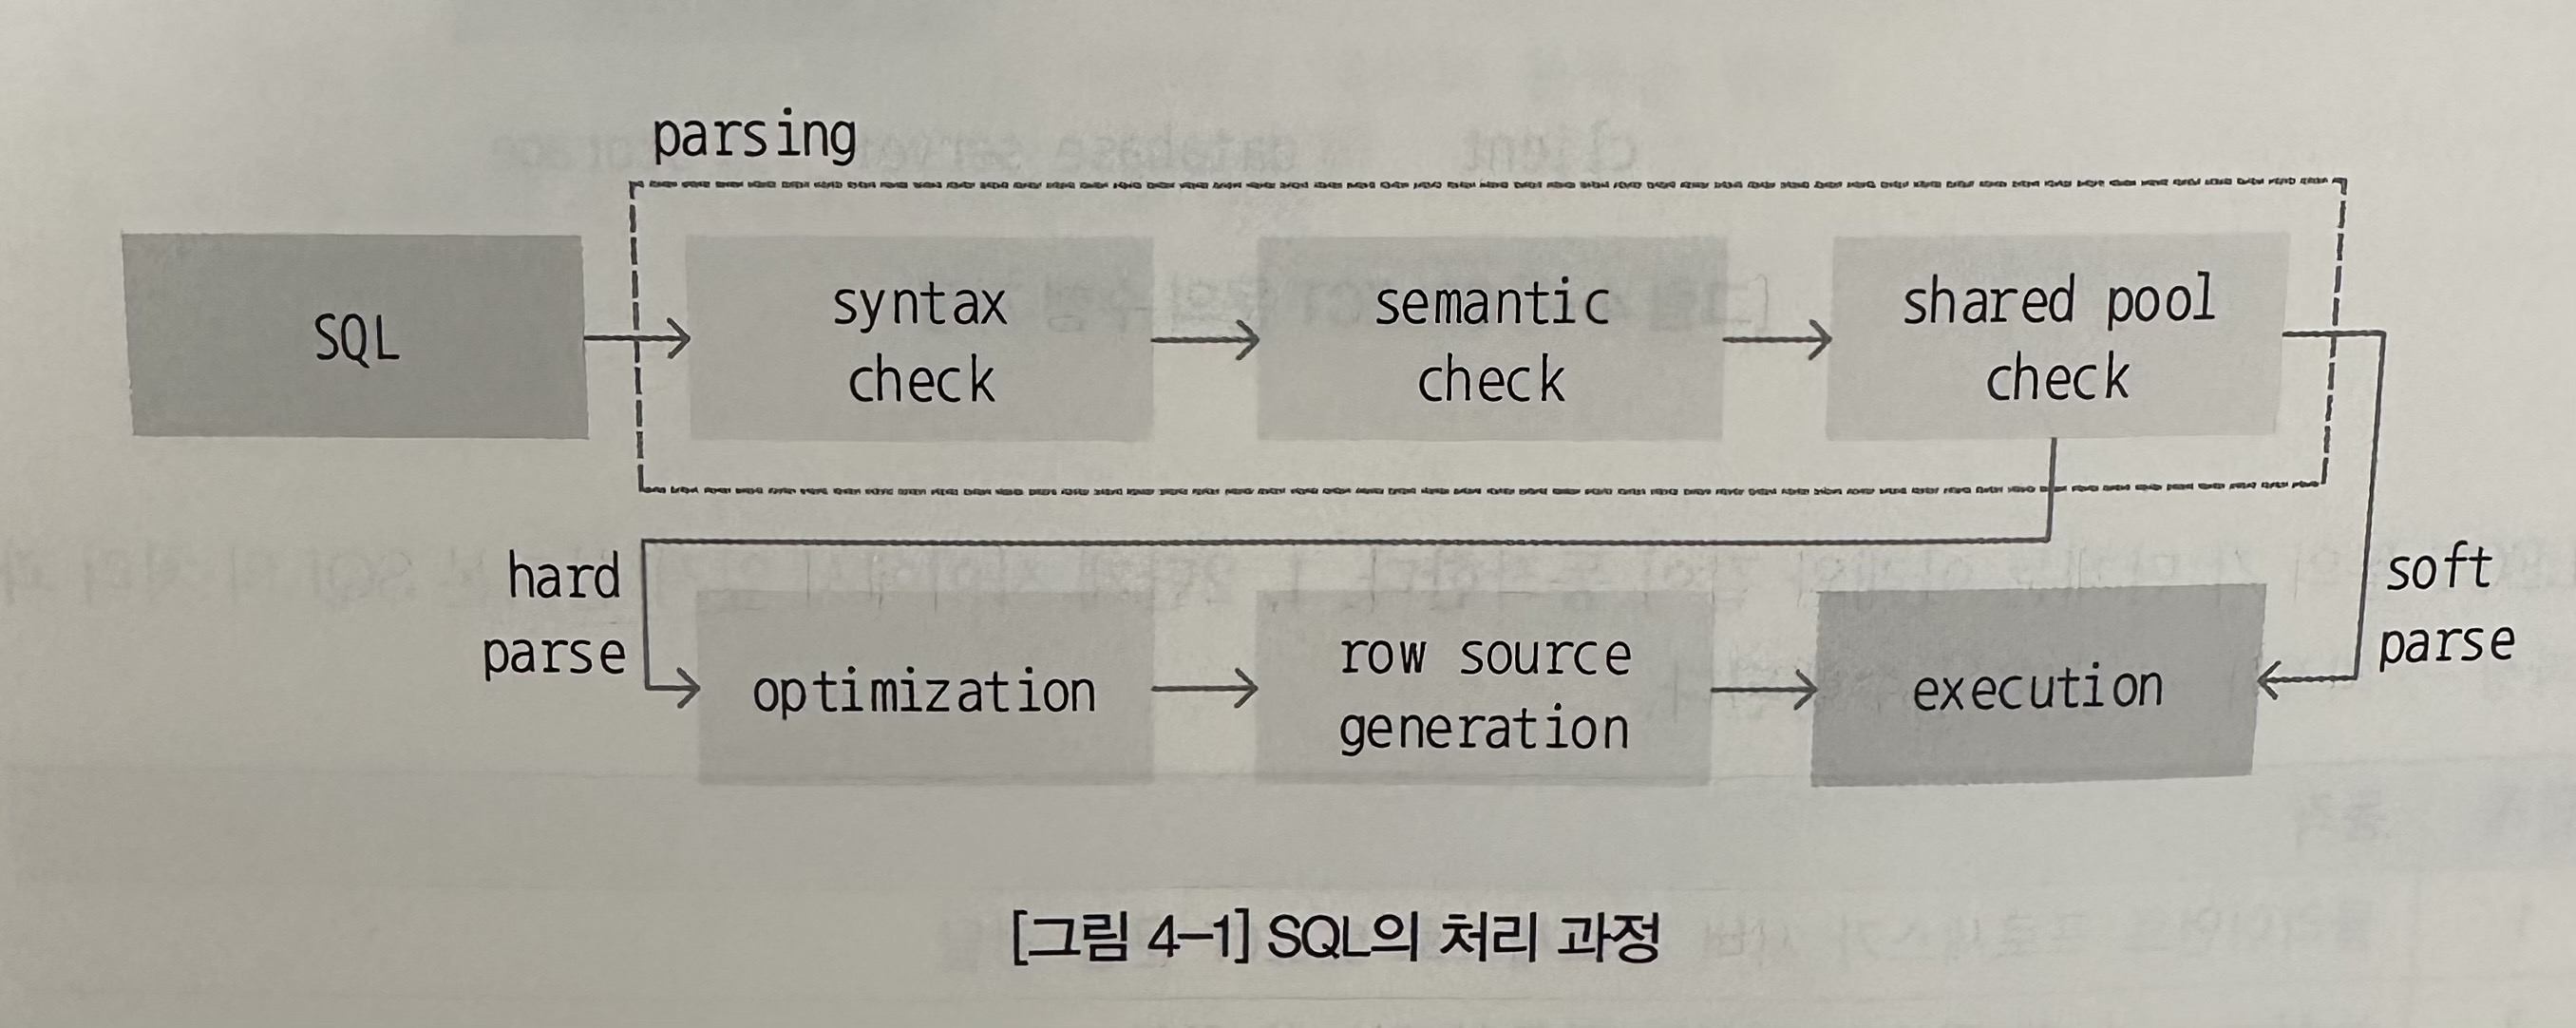 parsing
SQL
syntax
check
semantic
check
shared pool
check
hard
parse
optimization
row source
generation
execution
soft
parse
[그림 4-1] SQL의 처리 과정